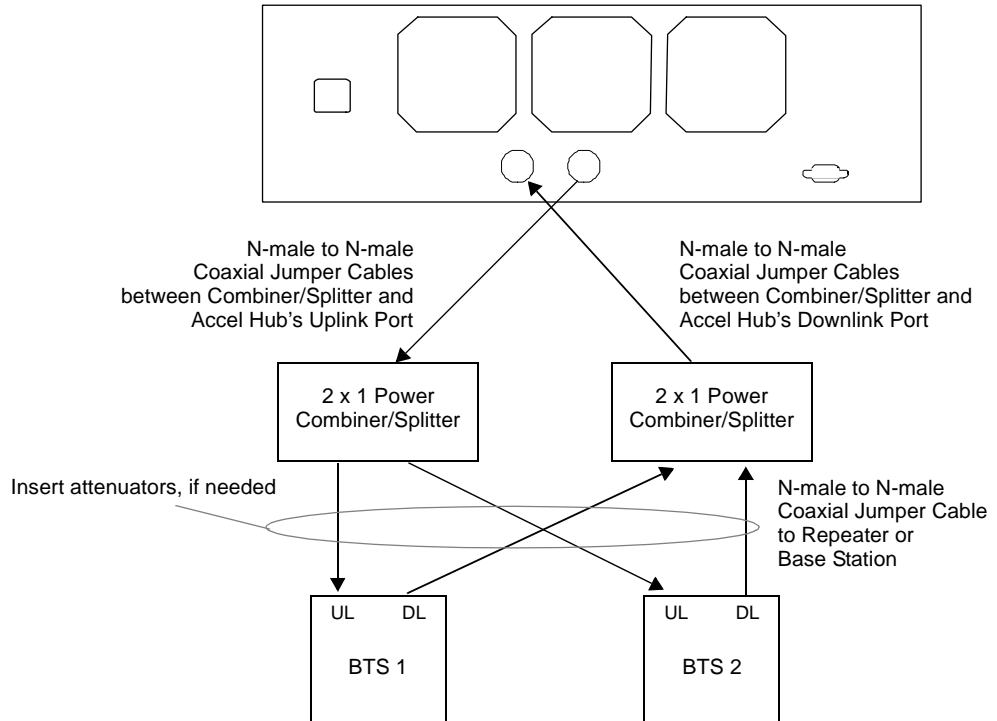 N-male to N-male
Coaxial Jumper Cables
between Combiner/Splitter and
Accel Hub's Uplink Port
N-male to N-male
Coaxial Jumper Cables
between Combiner/Splitter and
Accel Hub's Downlink Port
2 x 1 Power
Combiner/Splitter
2 x 1 Power
Combiner/Splitter
Insert attenuators, if needed
N-male to N-male
Coaxial Jumper Cable
to Repeater or
Base Station
UL DL
BTS 1
UL DL
BTS 2